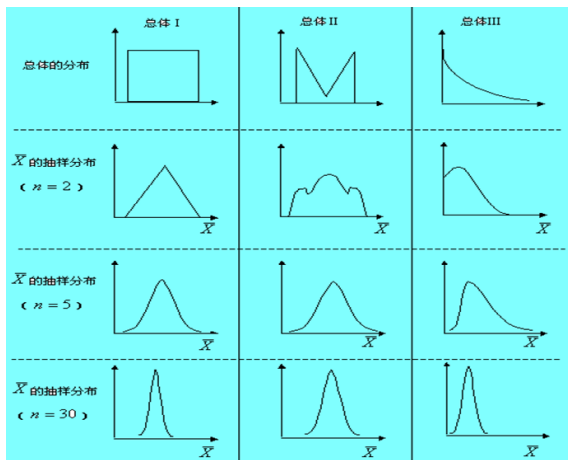 总体 I
总体 II
总体III
总体的分布
X̄ 的抽样分布
( n = 2 )
X̄
X̄
X̄
X̄ 的抽样分布
( n = 5 )
X̄
X̄
X̄
X̄ 的抽样分布
( n = 30 )
X̄
X̄
X̄